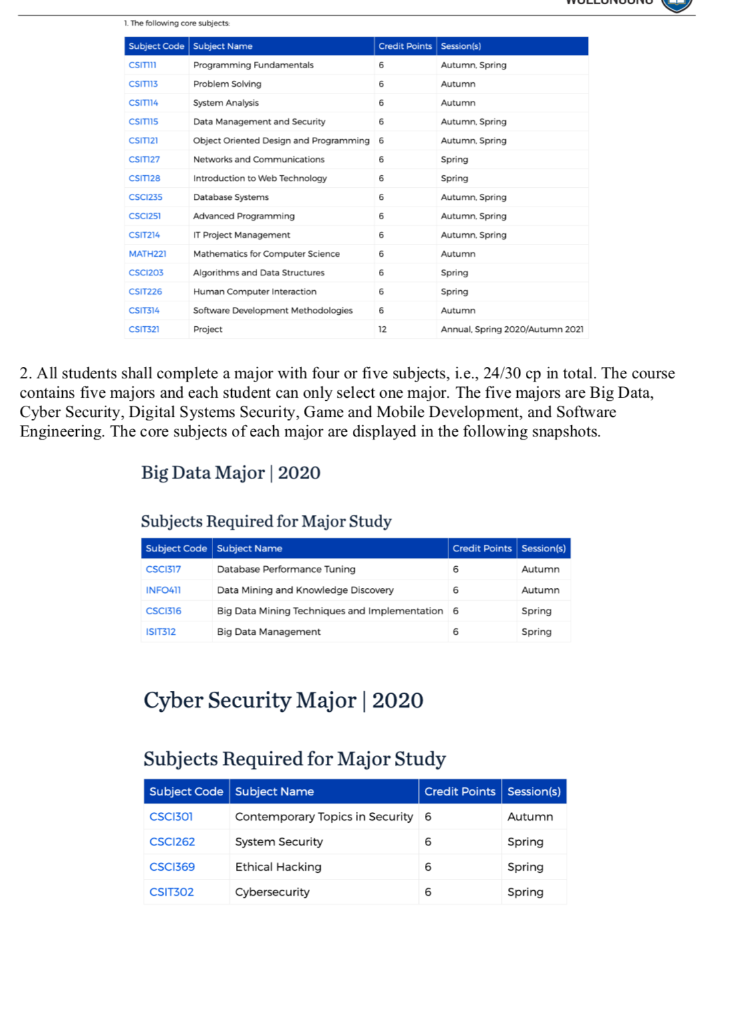 1. The following core subjects:
Subject Code Subject Name Credit Points Session(s)
CSIT111 Programming Fundamentals 6 Autumn, Spring
CSIT113 Problem Solving 6 Autumn
CSIT114 System Analysis 6 Autumn
CSIT115 Data Management and Security 6 Autumn, Spring
CSIT121 Object Oriented Design and Programming 6 Autumn, Spring
CSIT127 Networks and Communications 6 Spring
CSIT128 Introduction to Web Technology 6 Spring
CSCI235 Database Systems 6 Autumn, Spring
CSCI251 Advanced Programming 6 Autumn, Spring
CSIT214 IT Project Management 6 Autumn, Spring
MATH221 Mathematics for Computer Science 6 Autumn
CSCI203 Algorithms and Data Structures 6 Spring
CSIT226 Human Computer Interaction 6 Spring
CSIT314 Software Development Methodologies 6 Autumn
CSIT321 Project 12 Annual, Spring 2020/Autumn 2021
2. All students shall complete a major with four or five subjects, i.e., 24/30 cp in total. The course
contains five majors and each student can only select one major. The five majors are Big Data,
Cyber Security, Digital Systems Security, Game and Mobile Development, and Software
Engineering. The core subjects of each major are displayed in the following snapshots.
Big Data Major | 2020
Subjects Required for Major Study
Subject Code Subject Name Credit Points Session(s)
CSCI317 Database Performance Tuning 6 Autumn
INFO411 Data Mining and Knowledge Discovery 6 Autumn
CSCI316 Big Data Mining Techniques and Implementation 6 Spring
ISIT312 Big Data Management 6 Spring
Cyber Security Major | 2020
Subjects Required for Major Study
Subject Code Subject Name Credit Points Session(s)
CSCI301 Contemporary Topics in Security 6 Autumn
CSCI262 System Security 6 Spring
CSCI369 Ethical Hacking 6 Spring
CSIT302 Cybersecurity 6 Spring